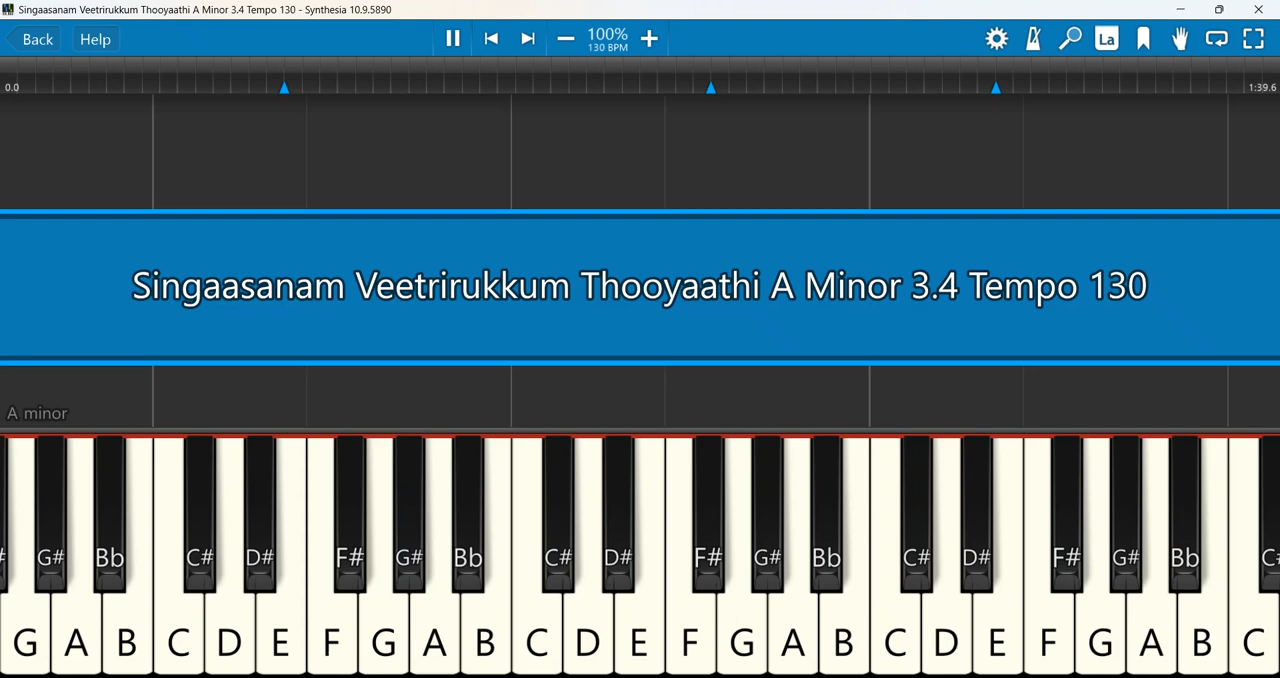 Singaasanam Veetrirukkum Thooyaathi A Minor 3.4 Tempo 130 - Synthesia 10.9.5890
Back Help 100% La
130 BPM
0.0 1:39.6
Singaasanam Veetrirukkum Thooyaathi A Minor 3.4 Tempo 130
A minor
# G# Bb C# D# F# G# Bb C# D# F# G# Bb C# D# F# G# Bb C#
G A B C D E F G A B C D E F G A B C D E F G A B C